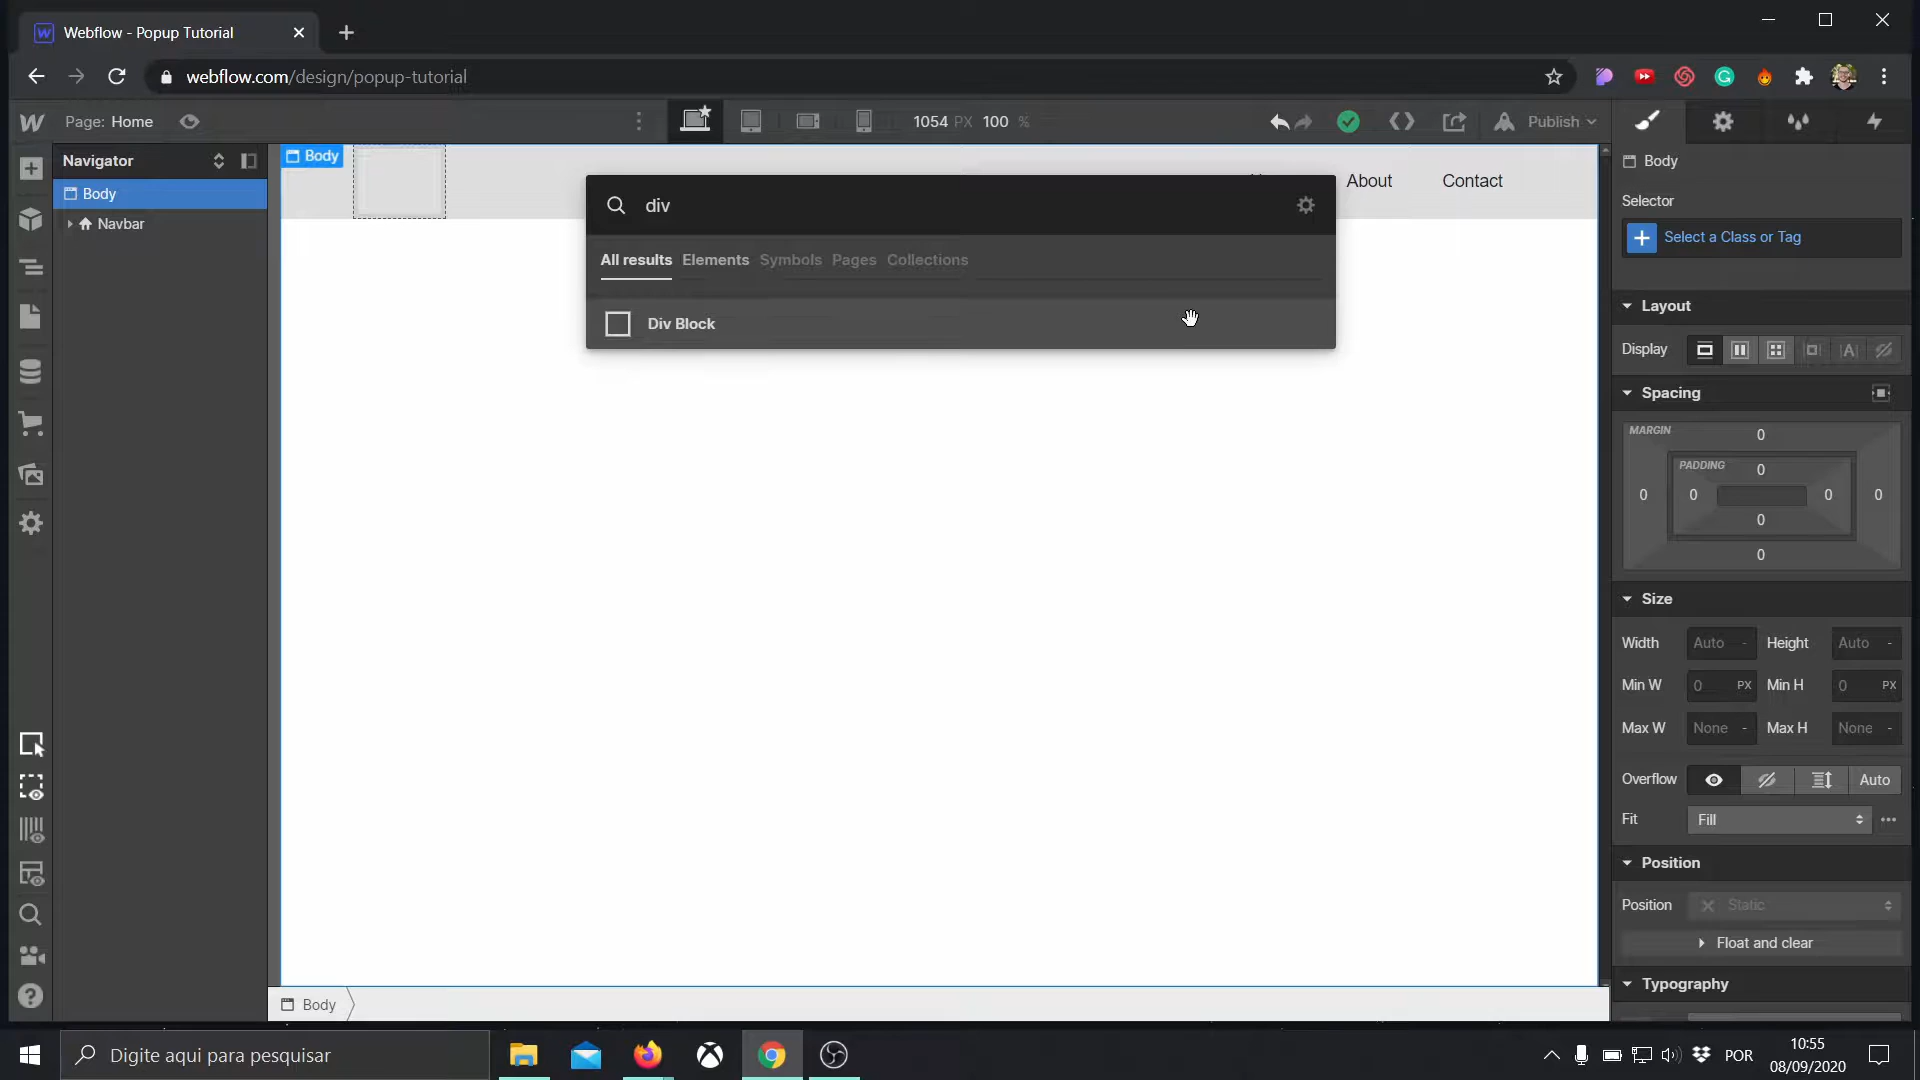 Webflow - Popup Tutorial
webflow.com/design/popup-tutorial
Page: Home
1054 PX 100 %
Publish
Navigator
Body
Navbar
Body
About
Contact
div
All results Elements Symbols Pages Collections
Div Block
Body
Selector
Select a Class or Tag
Layout
Display
Spacing
MARGIN
0
PADDING
0
0 0 0 0
0
0
Size
Width Auto - Height Auto -
Min W 0 PX Min H 0 PX
Max W None - Max H None -
Overflow Auto
Fit Fill
Position
Position Static
Float and clear
Typography
Body
Digite aqui para pesquisar
POR
10:55
08/09/2020